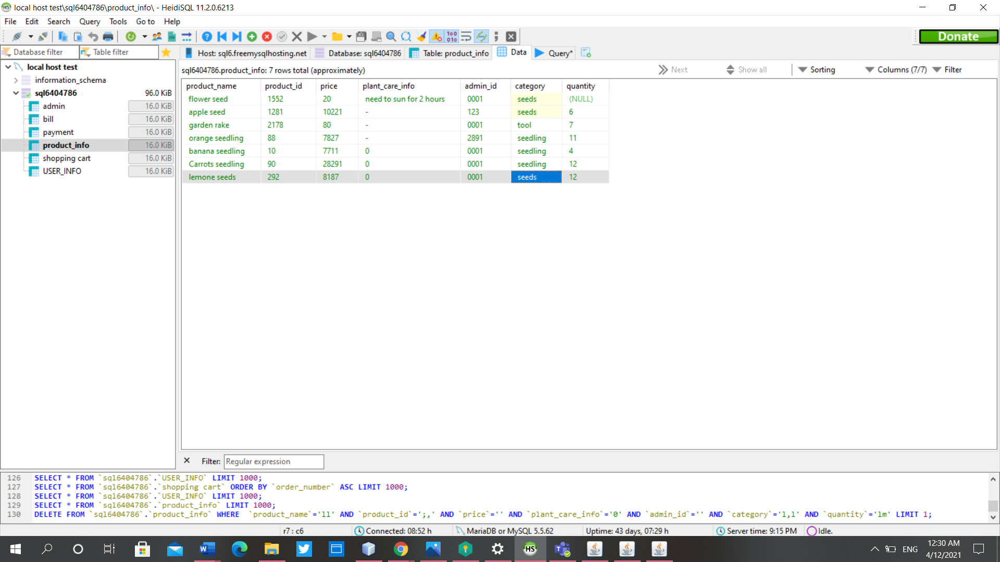 local host test\sql6404786\product_info\ - HeidiSQL 11.2.0.6213
File Edit Search Query Tools Go to Help
Donate
Database filter Table filter Host: sql6.freemysqlhosting.net Database: sql6404786 Table: product_info Data Query*
local host test
information_schema
sql6404786 96.0 KiB
admin 16.0 KiB
bill 16.0 KiB
payment 16.0 KiB
product_info 16.0 KiB
shopping cart 16.0 KiB
USER_INFO 16.0 KiB
sql6404786.product_info: 7 rows total (approximately) Next Show all Sorting Columns (7/7) Filter
product_name product_id price plant_care_info admin_id category quantity
flower seed 1552 20 need to sun for 2 hours 0001 seeds (NULL)
apple seed 1281 10221 - 123 seeds 6
garden rake 2178 80 - 0001 tool 7
orange seedling 88 7827 - 2891 seedling 11
banana seedling 10 7711 0 0001 seedling 4
Carrots seedling 90 28291 0 0001 seedling 12
lemone seeds 292 8187 0 0001 seeds 12
Filter: Regular expression
126 SELECT * FROM `sql6404786`.`USER_INFO` LIMIT 1000;
127 SELECT * FROM `sql6404786`.`shopping cart` ORDER BY `order_number` ASC LIMIT 1000;
128 SELECT * FROM `sql6404786`.`USER_INFO` LIMIT 1000;
129 SELECT * FROM `sql6404786`.`product_info` LIMIT 1000;
130 DELETE FROM `sql6404786`.`product_info` WHERE  `product_name`='ll' AND `product_id`=';,' AND `price`='' AND `plant_care_info`='0' AND `admin_id`='' AND `category`='l,l' AND `quantity`='lm' LIMIT 1;
r7 : c6 Connected: 08:52 h MariaDB or MySQL 5.5.62 Uptime: 43 days, 07:29 h Server time: 9:15 PM Idle.
ENG 12:30 AM
4/12/2021